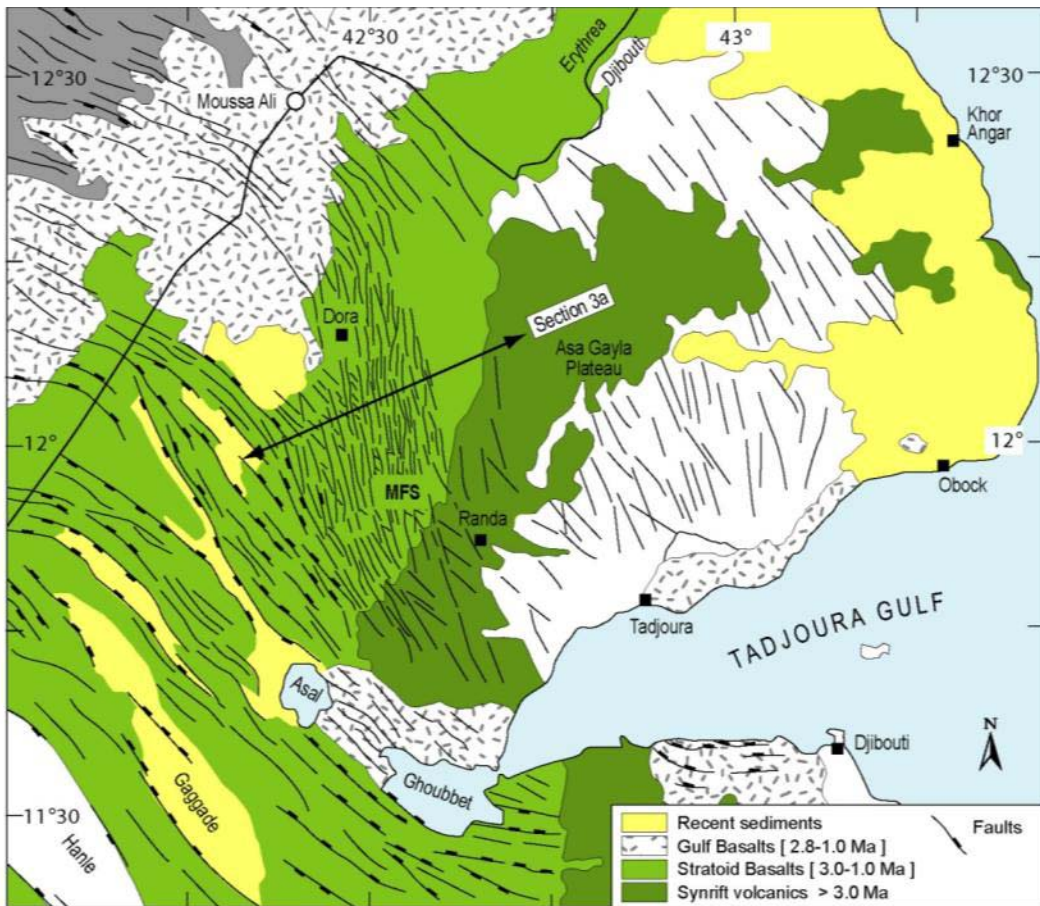 42°30
43°
12°30
12°30
Erythrea
Djibouti
Moussa Ali
Khor
Angar
Dora
Section 3a
Asa Gayla
Plateau
12°
12°
MFS
Obock
Randa
Tadjoura
TADJOURA GULF
Asal
N
Djibouti
Ghoubbet
Gaggade
11°30
Hanle
Recent sediments
Faults
Gulf Basalts [ 2.8-1.0 Ma ]
Stratoid Basalts [ 3.0-1.0 Ma ]
Synrift volcanics > 3.0 Ma